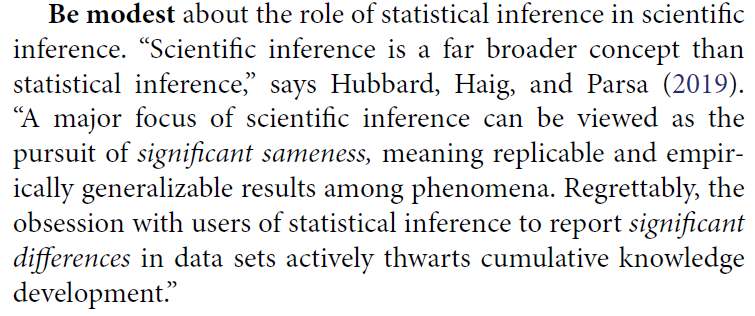 Be modest about the role of statistical inference in scientific
inference. “Scientific inference is a far broader concept than
statistical inference,” says Hubbard, Haig, and Parsa (2019).
“A major focus of scientific inference can be viewed as the
pursuit of significant sameness, meaning replicable and empir-
ically generalizable results among phenomena. Regrettably, the
obsession with users of statistical inference to report significant
differences in data sets actively thwarts cumulative knowledge
development.”